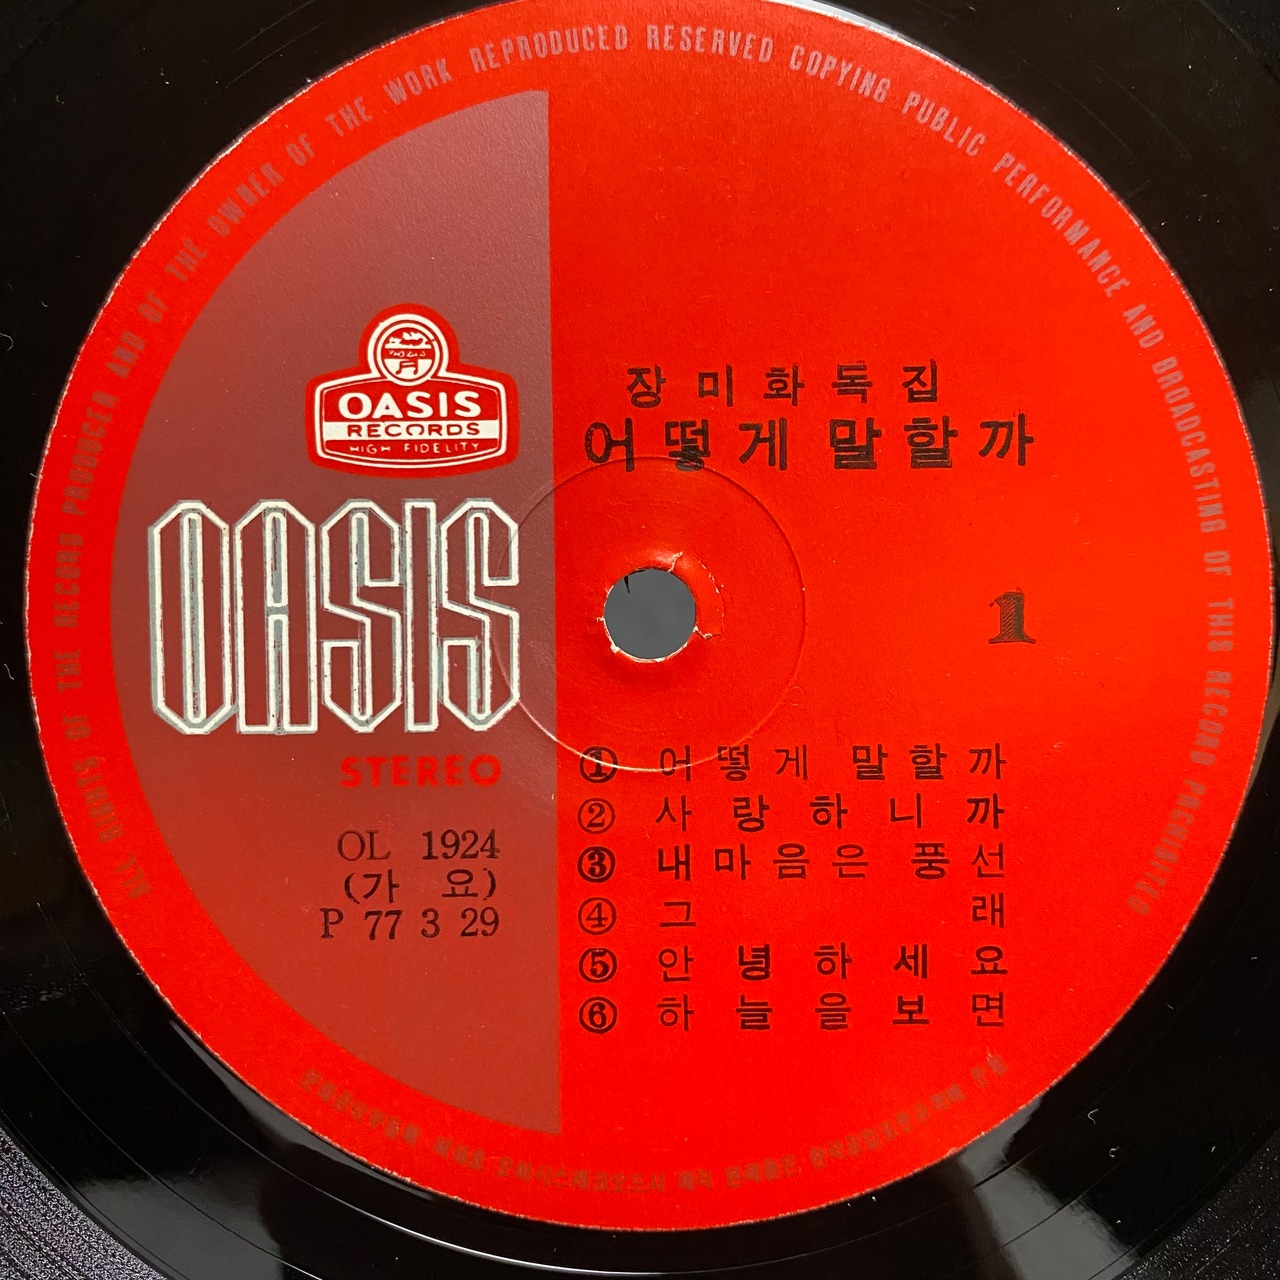 ALL RIGHTS OF THE RECORD PRODUCER AND OF THE OWNER OF THE WORK REPRODUCED RESERVED COPYING PUBLIC PERFORMANCE AND BROADCASTING OF THIS RECORD
OASIS
RECORDS
HIGH FIDELITY
OASIS
STEREO
OL 1924
(가 요)
P 77 3 29
장미화독집
어떻게 말할까
1
① 어떻게 말할까
② 사랑하니까
③ 내마음은 풍선
④ 그래
⑤ 안녕하세요
⑥ 하늘을보면